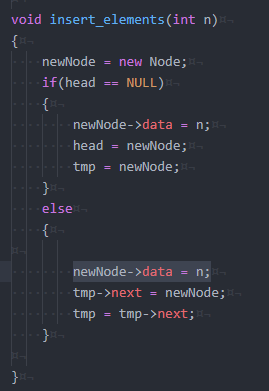 void insert_elements(int n)
{
newNode = new Node;
if(head == NULL)
{
newNode->data = n;
head = newNode;
tmp = newNode;
}
else
{
newNode->data = n;
tmp->next = newNode;
tmp = tmp->next;
}
}